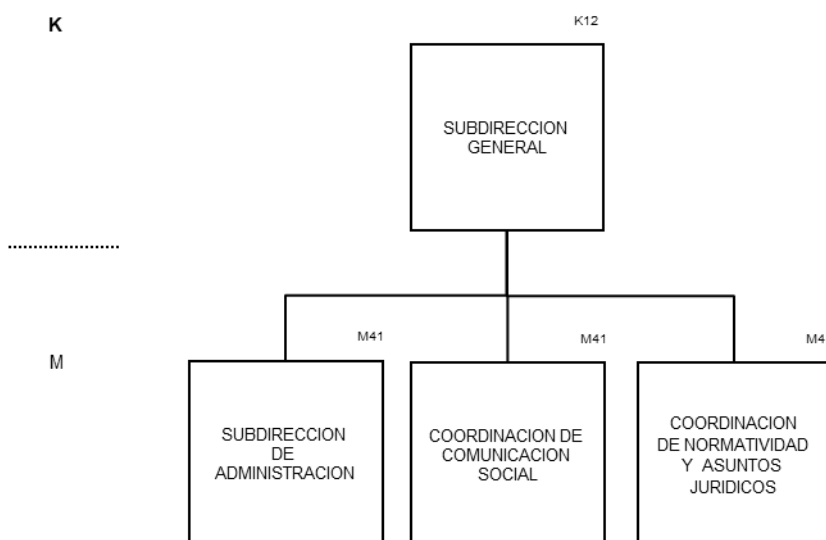 K
K12
SUBDIRECCION
GENERAL
M41
M41
M4
M
SUBDIRECCION
DE
ADMINISTRACION
COORDINACION DE
COMUNICACION
SOCIAL
COORDINACION
DE NORMATIVIDAD
Y ASUNTOS
JURIDICOS